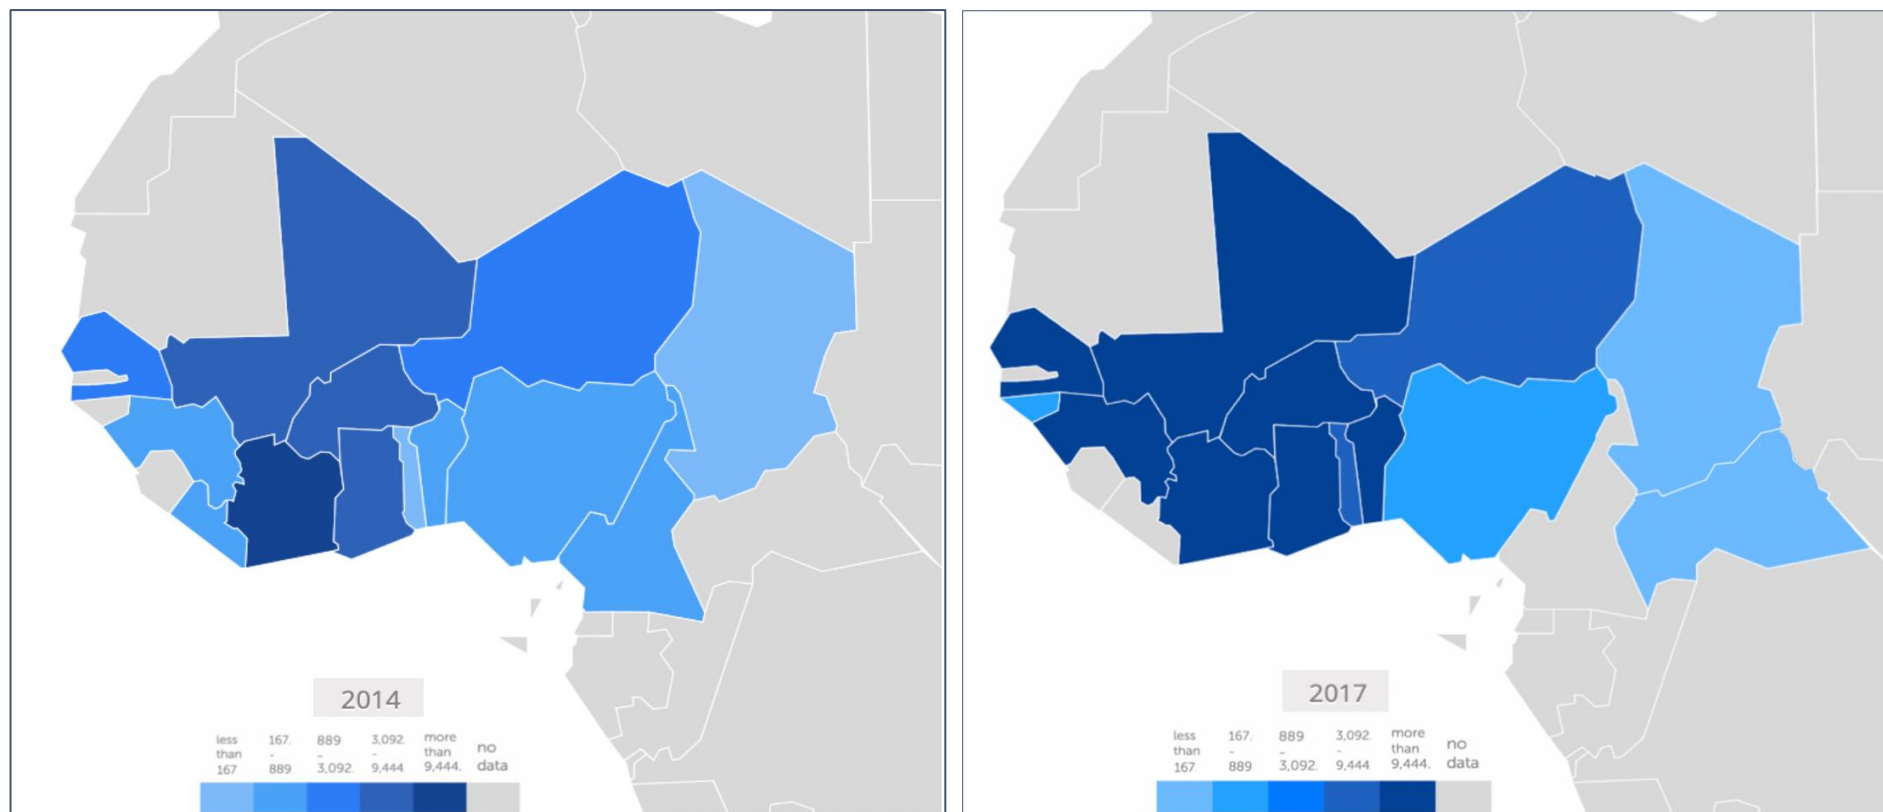 2014
less than 167
167. - 889
889 - 3,092.
3,092. - 9,444
more than 9,444.
no data
2017
less than 167
167. - 889
889 - 3,092.
3,092. - 9,444
more than 9,444.
no data